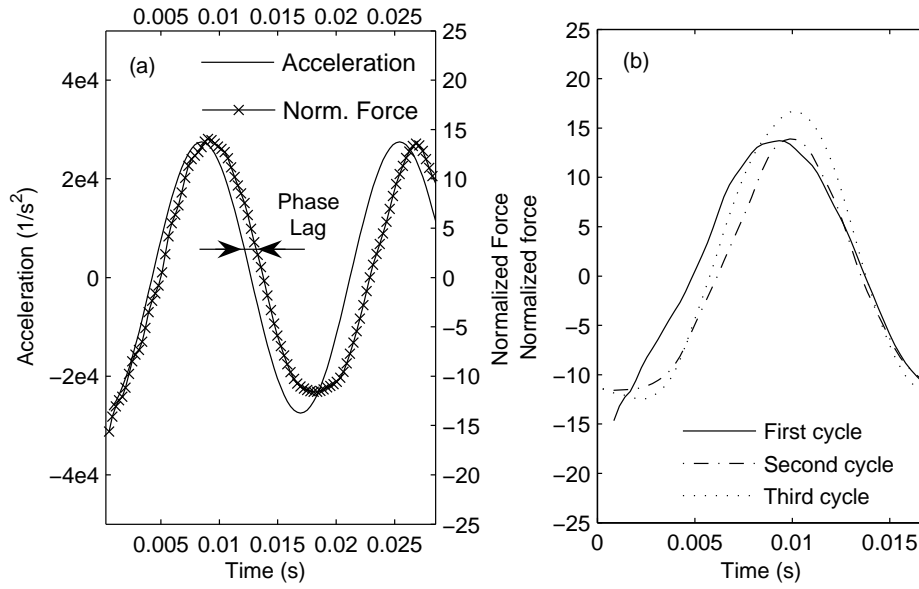 0.005 0.01 0.015 0.02 0.025
(a)
Acceleration
Norm. Force
Phase
Lag
4e4
2e4
0
−2e4
−4e4
Acceleration (1/s²)
25
20
15
10
5
0
−5
−10
−15
−20
−25
Normalized Force
0.005 0.01 0.015 0.02 0.025
Time (s)
Normalized force
25
20
15
10
5
0
−5
−10
−15
−20
−25
(b)
First cycle
Second cycle
Third cycle
0 0.005 0.01 0.015
Time (s)